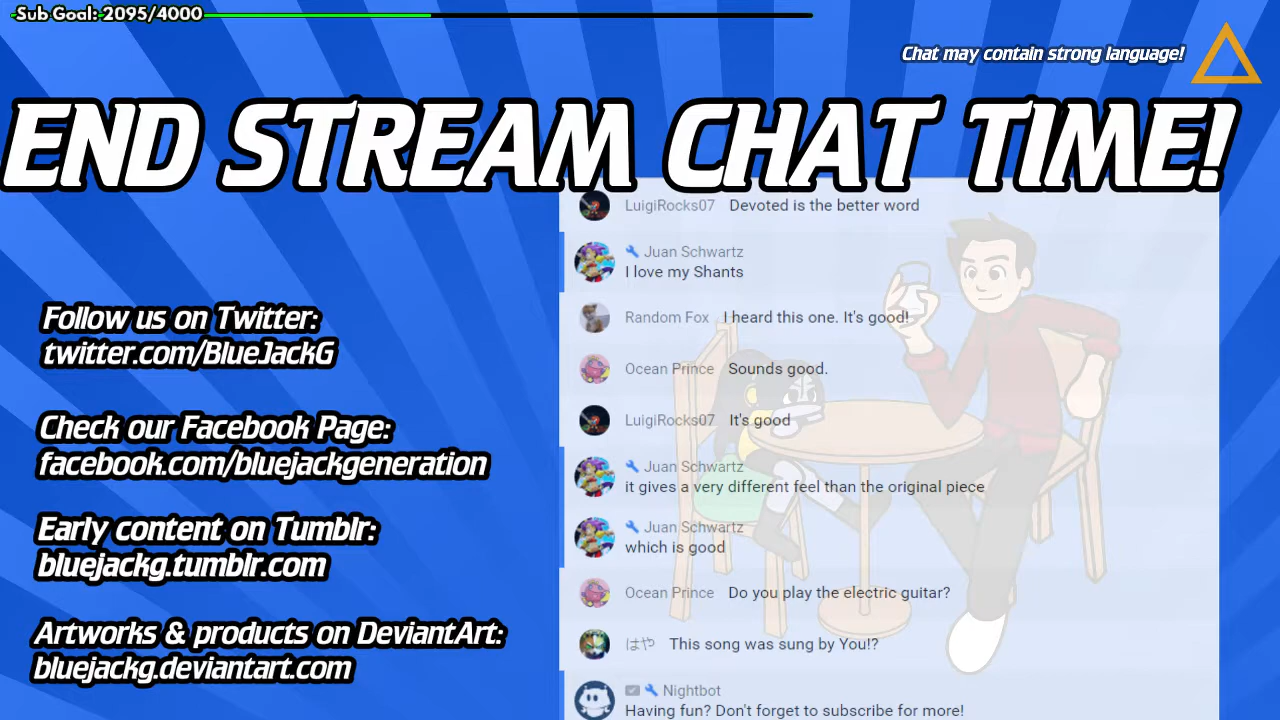 Sub Goal: 2095/4000
Chat may contain strong language!
END STREAM CHAT TIME!
Follow us on Twitter:
twitter.com/BlueJackG
Check our Facebook Page:
facebook.com/bluejackgeneration
Early content on Tumblr:
bluejackg.tumblr.com
Artworks & products on DeviantArt:
bluejackg.deviantart.com
LuigiRocks07 Devoted is the better word
Juan Schwartz
I love my Shants
Random Fox I heard this one. It's good!
Ocean Prince Sounds good.
LuigiRocks07 It's good
Juan Schwartz
it gives a very different feel than the original piece
Juan Schwartz
which is good
Ocean Prince Do you play the electric guitar?
はや This song was sung by You!?
Nightbot
Having fun? Don't forget to subscribe for more!